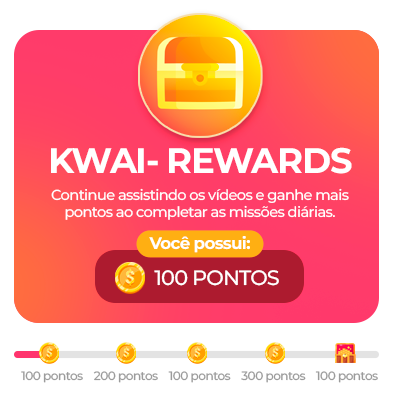 KWAI- REWARDS
Continue assistindo os vídeos e ganhe mais
pontos ao completar as missões diárias.
Você possui:
100 PONTOS
100 pontos 200 pontos 100 pontos 300 pontos 100 pontos